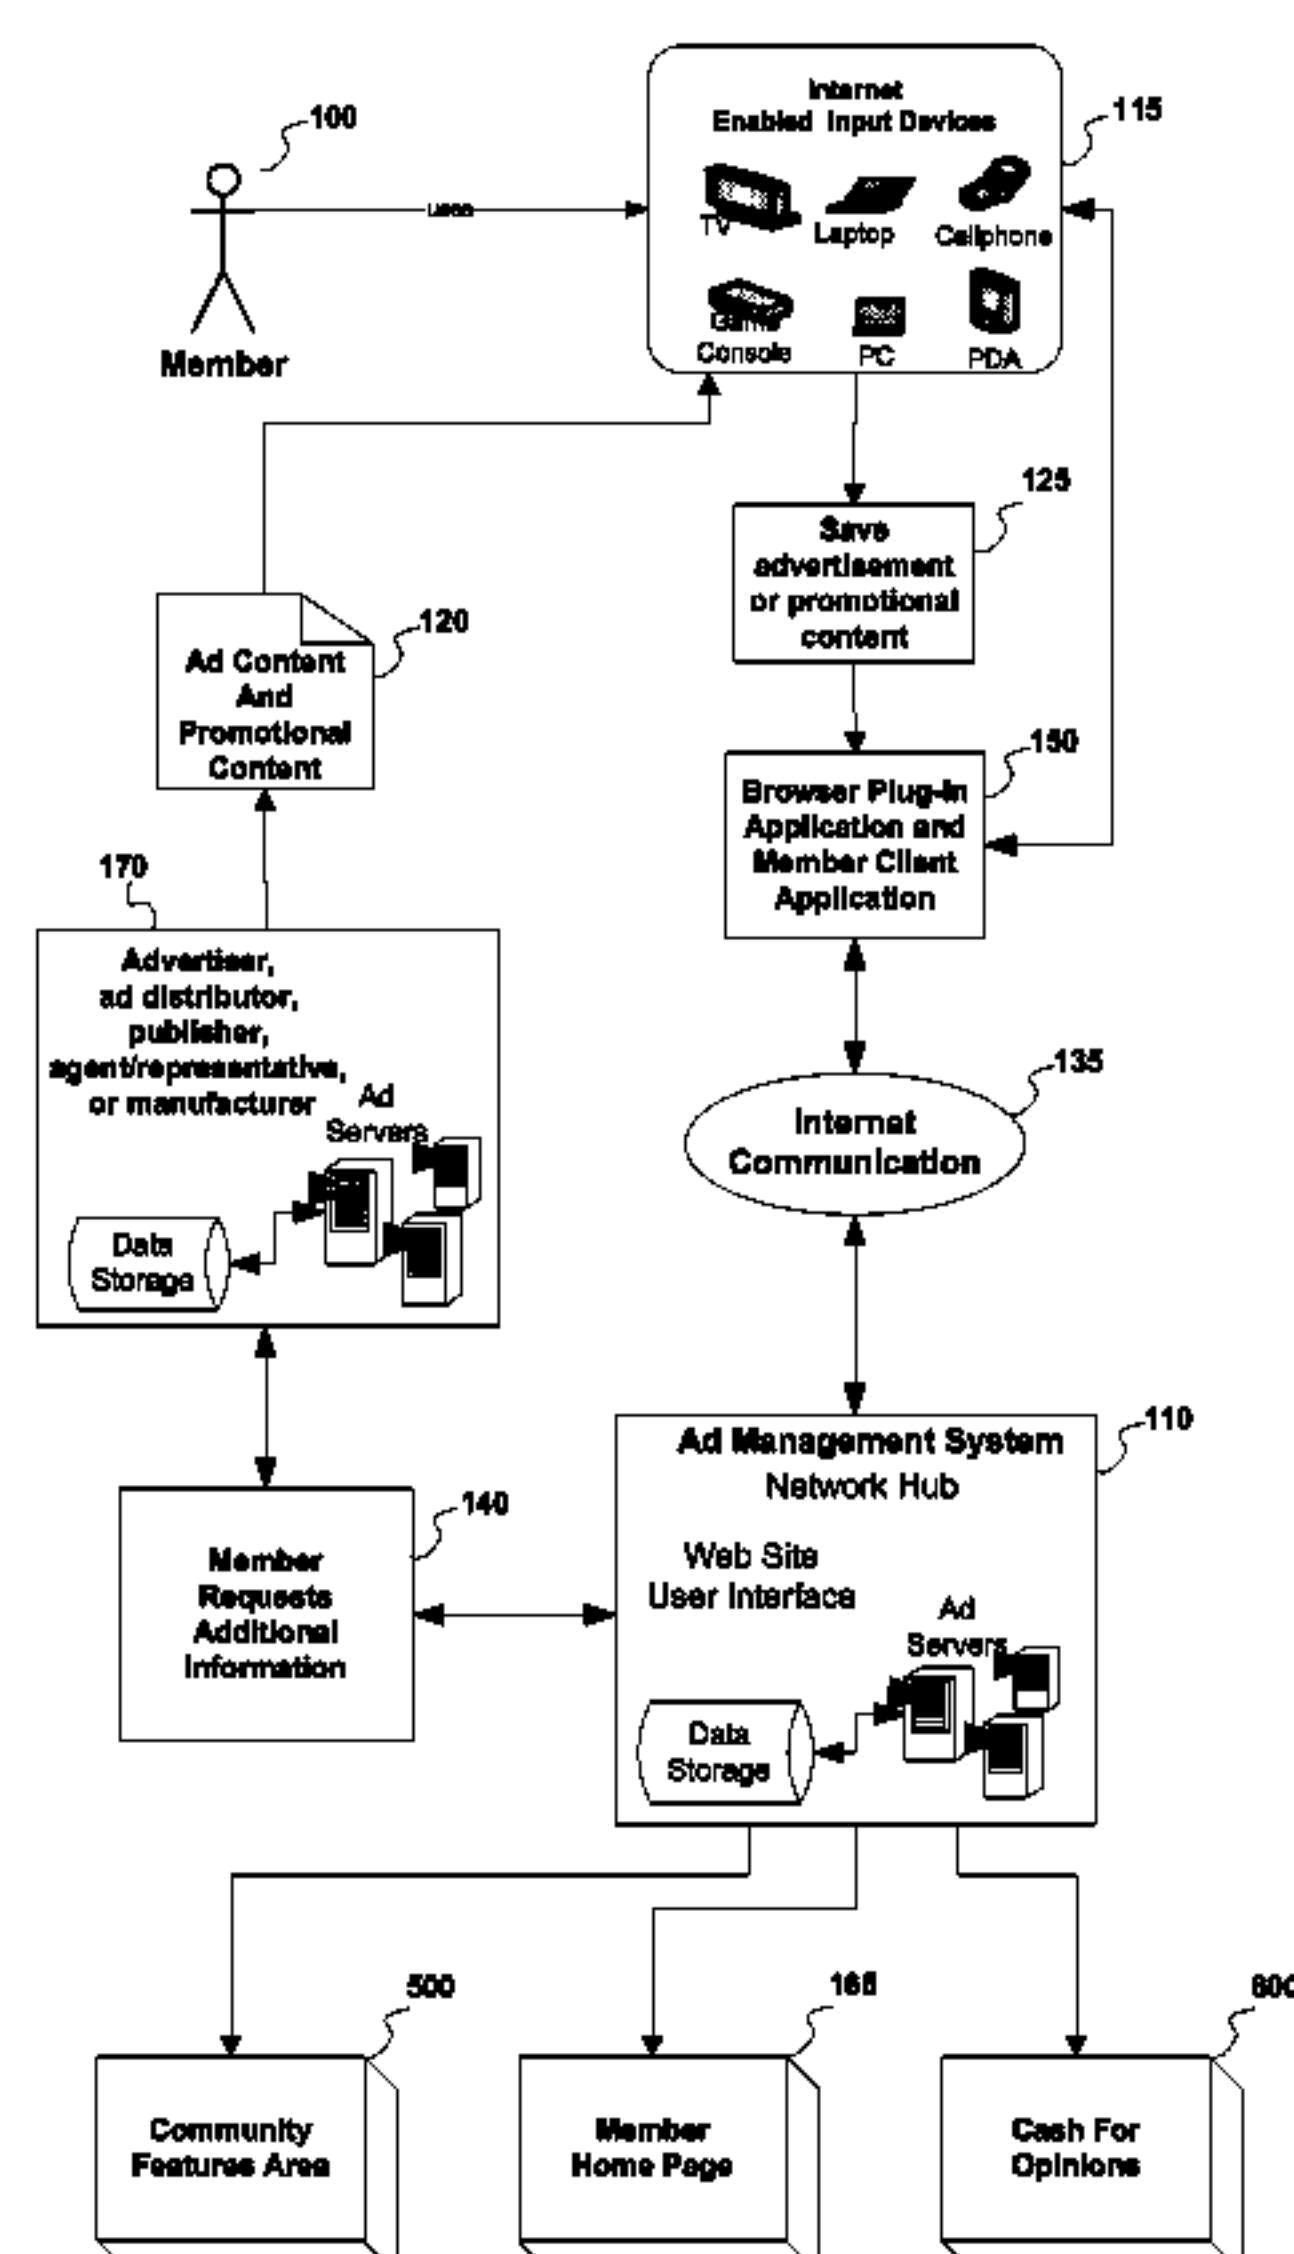 100
Internet
Enabled Input Devices
115
uses
TV
Laptop
Cellphone
Game
Console
PC
PDA
Member
125
Save
advertisement
or promotional
content
120
Ad Content
And
Promotional
Content
150
Browser Plug-In
Application and
Member Client
Application
170
Advertiser,
ad distributor,
publisher,
agent/representative,
or manufacturer
Ad
Servers
Data
Storage
135
Internet
Communication
110
Ad Management System
Network Hub
Web Site
User Interface
Ad
Servers
Data
Storage
140
Member
Requests
Additional
Information
500
165
Community
Features Area
Member
Home Page
Cash For
Opinions